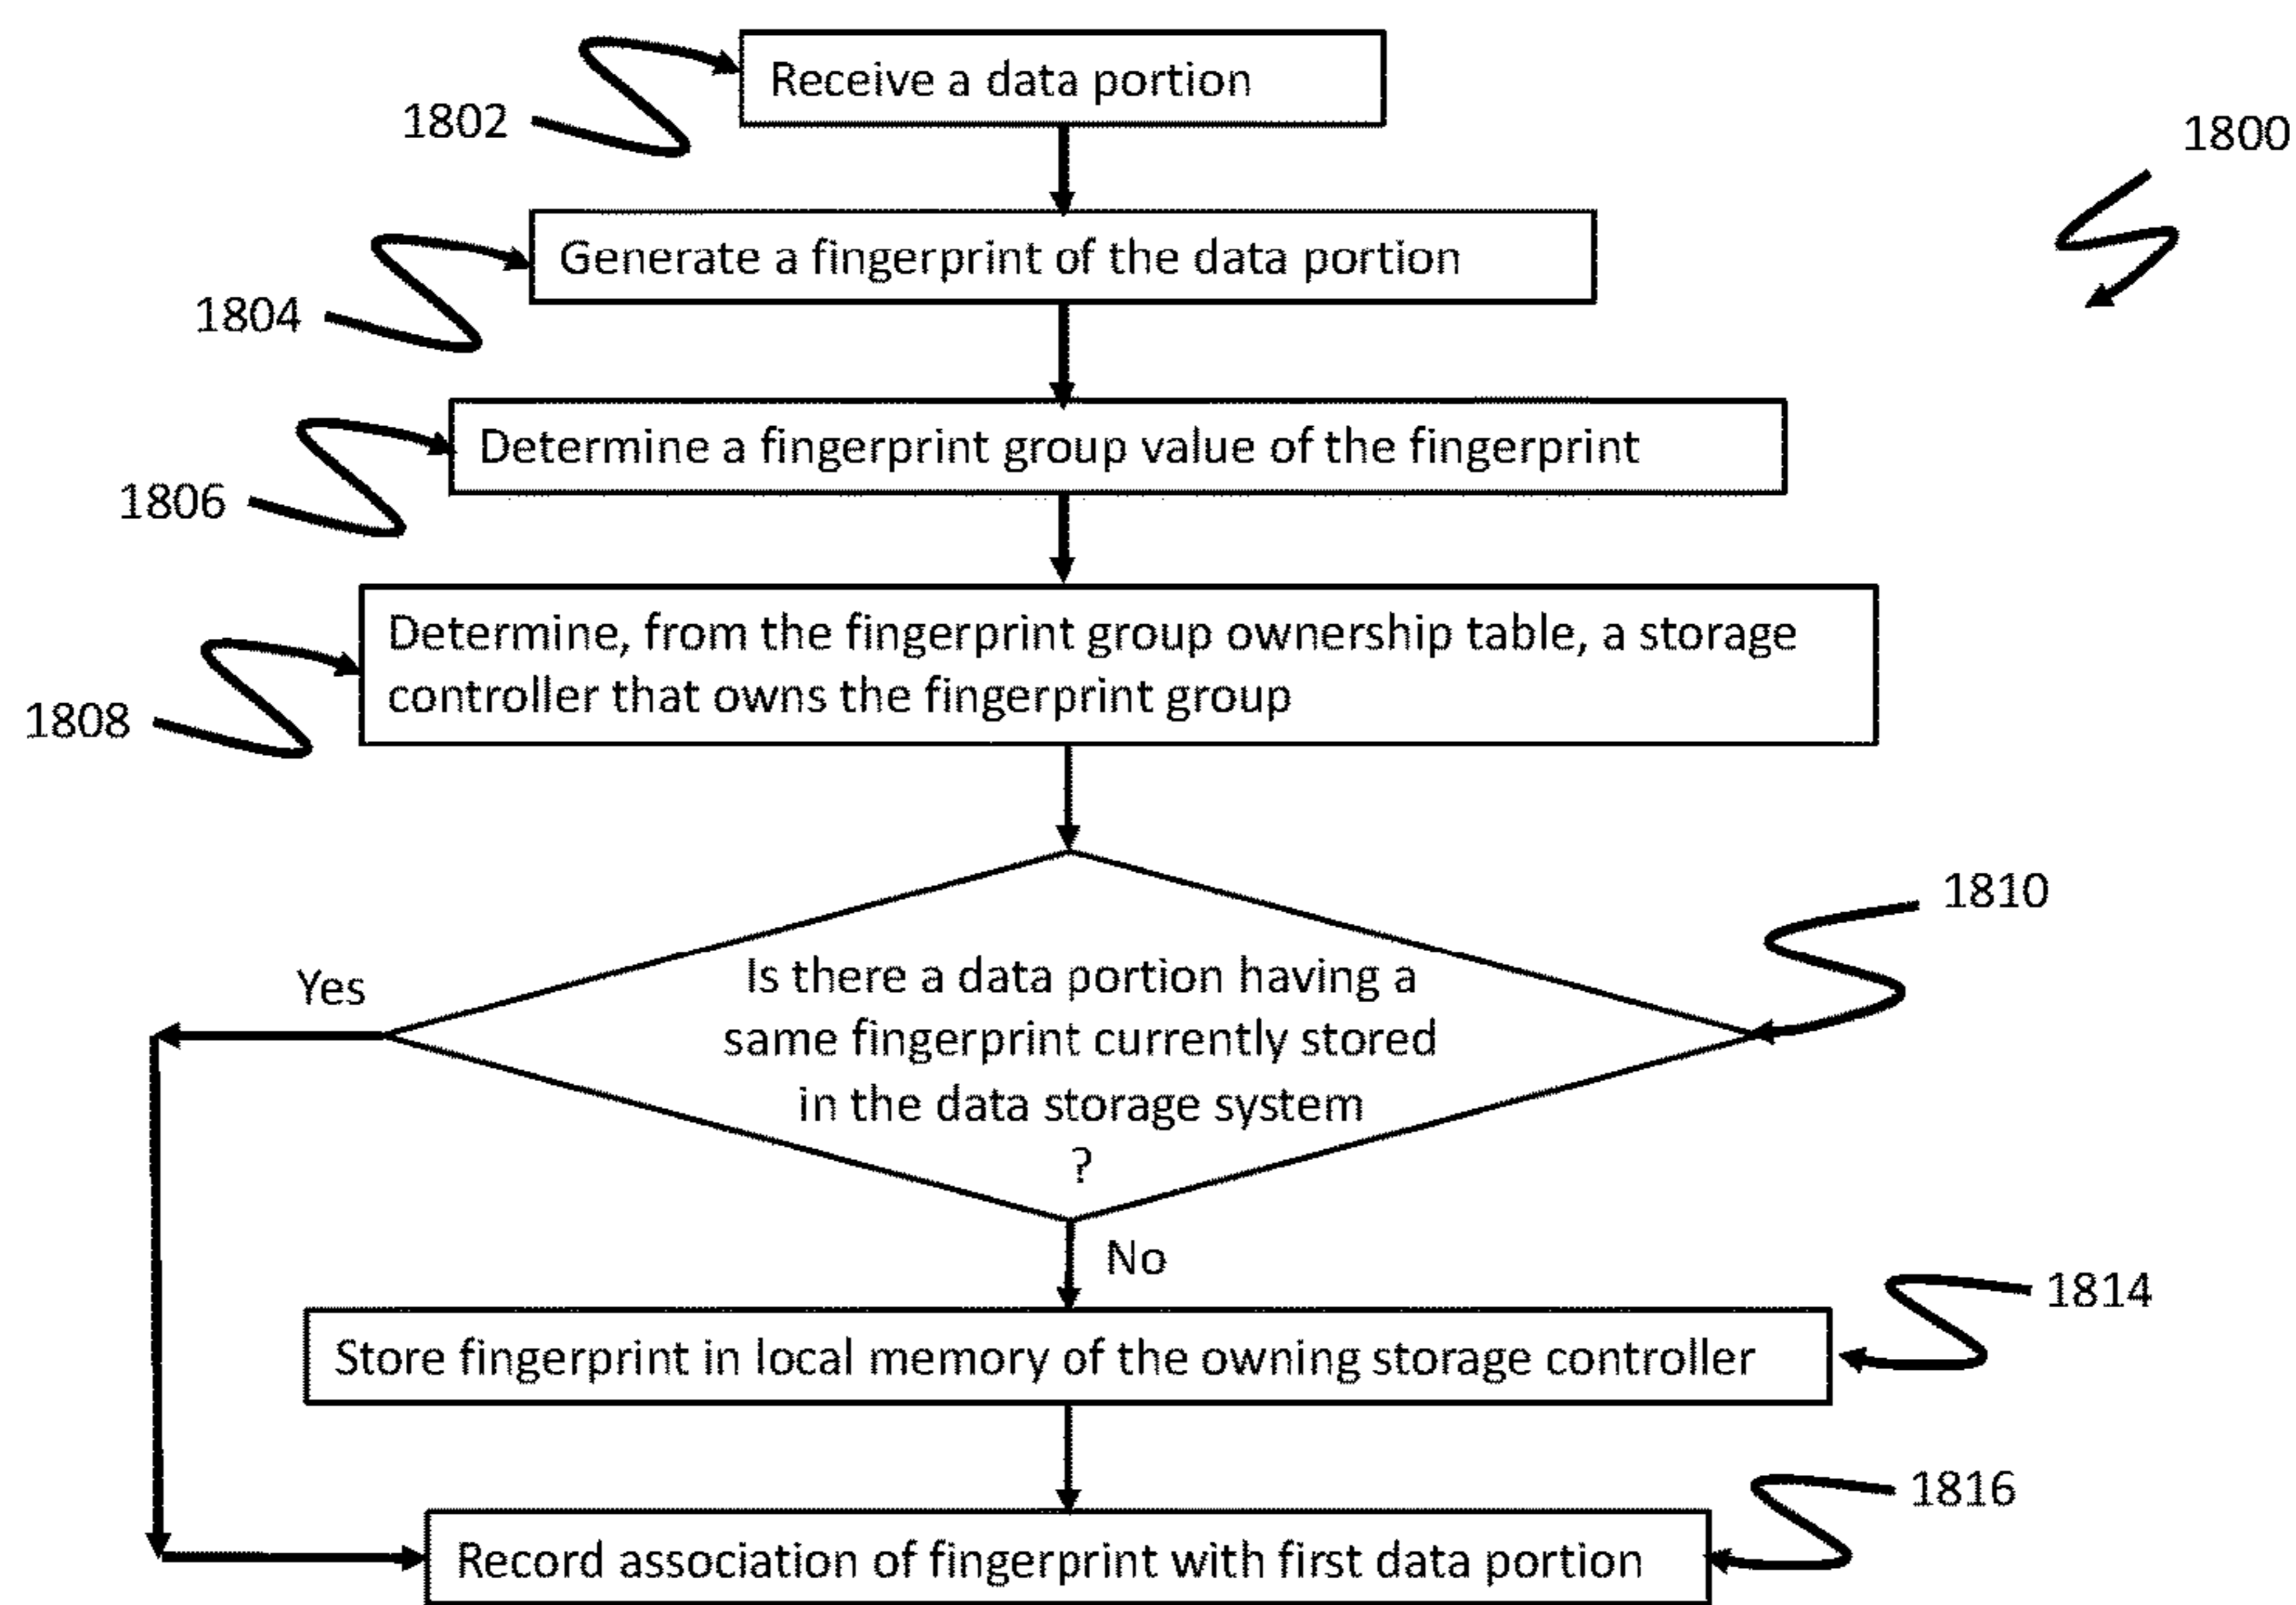 Receive a data portion
1802
1800
Generate a fingerprint of the data portion
1804
Determine a fingerprint group value of the fingerprint
1806
Determine, from the fingerprint group ownership table, a storage
controller that owns the fingerprint group
1808
1810
Yes
Is there a data portion having a
same fingerprint currently stored
in the data storage system
?
No
1814
Store fingerprint in local memory of the owning storage controller
1816
Record association of fingerprint with first data portion